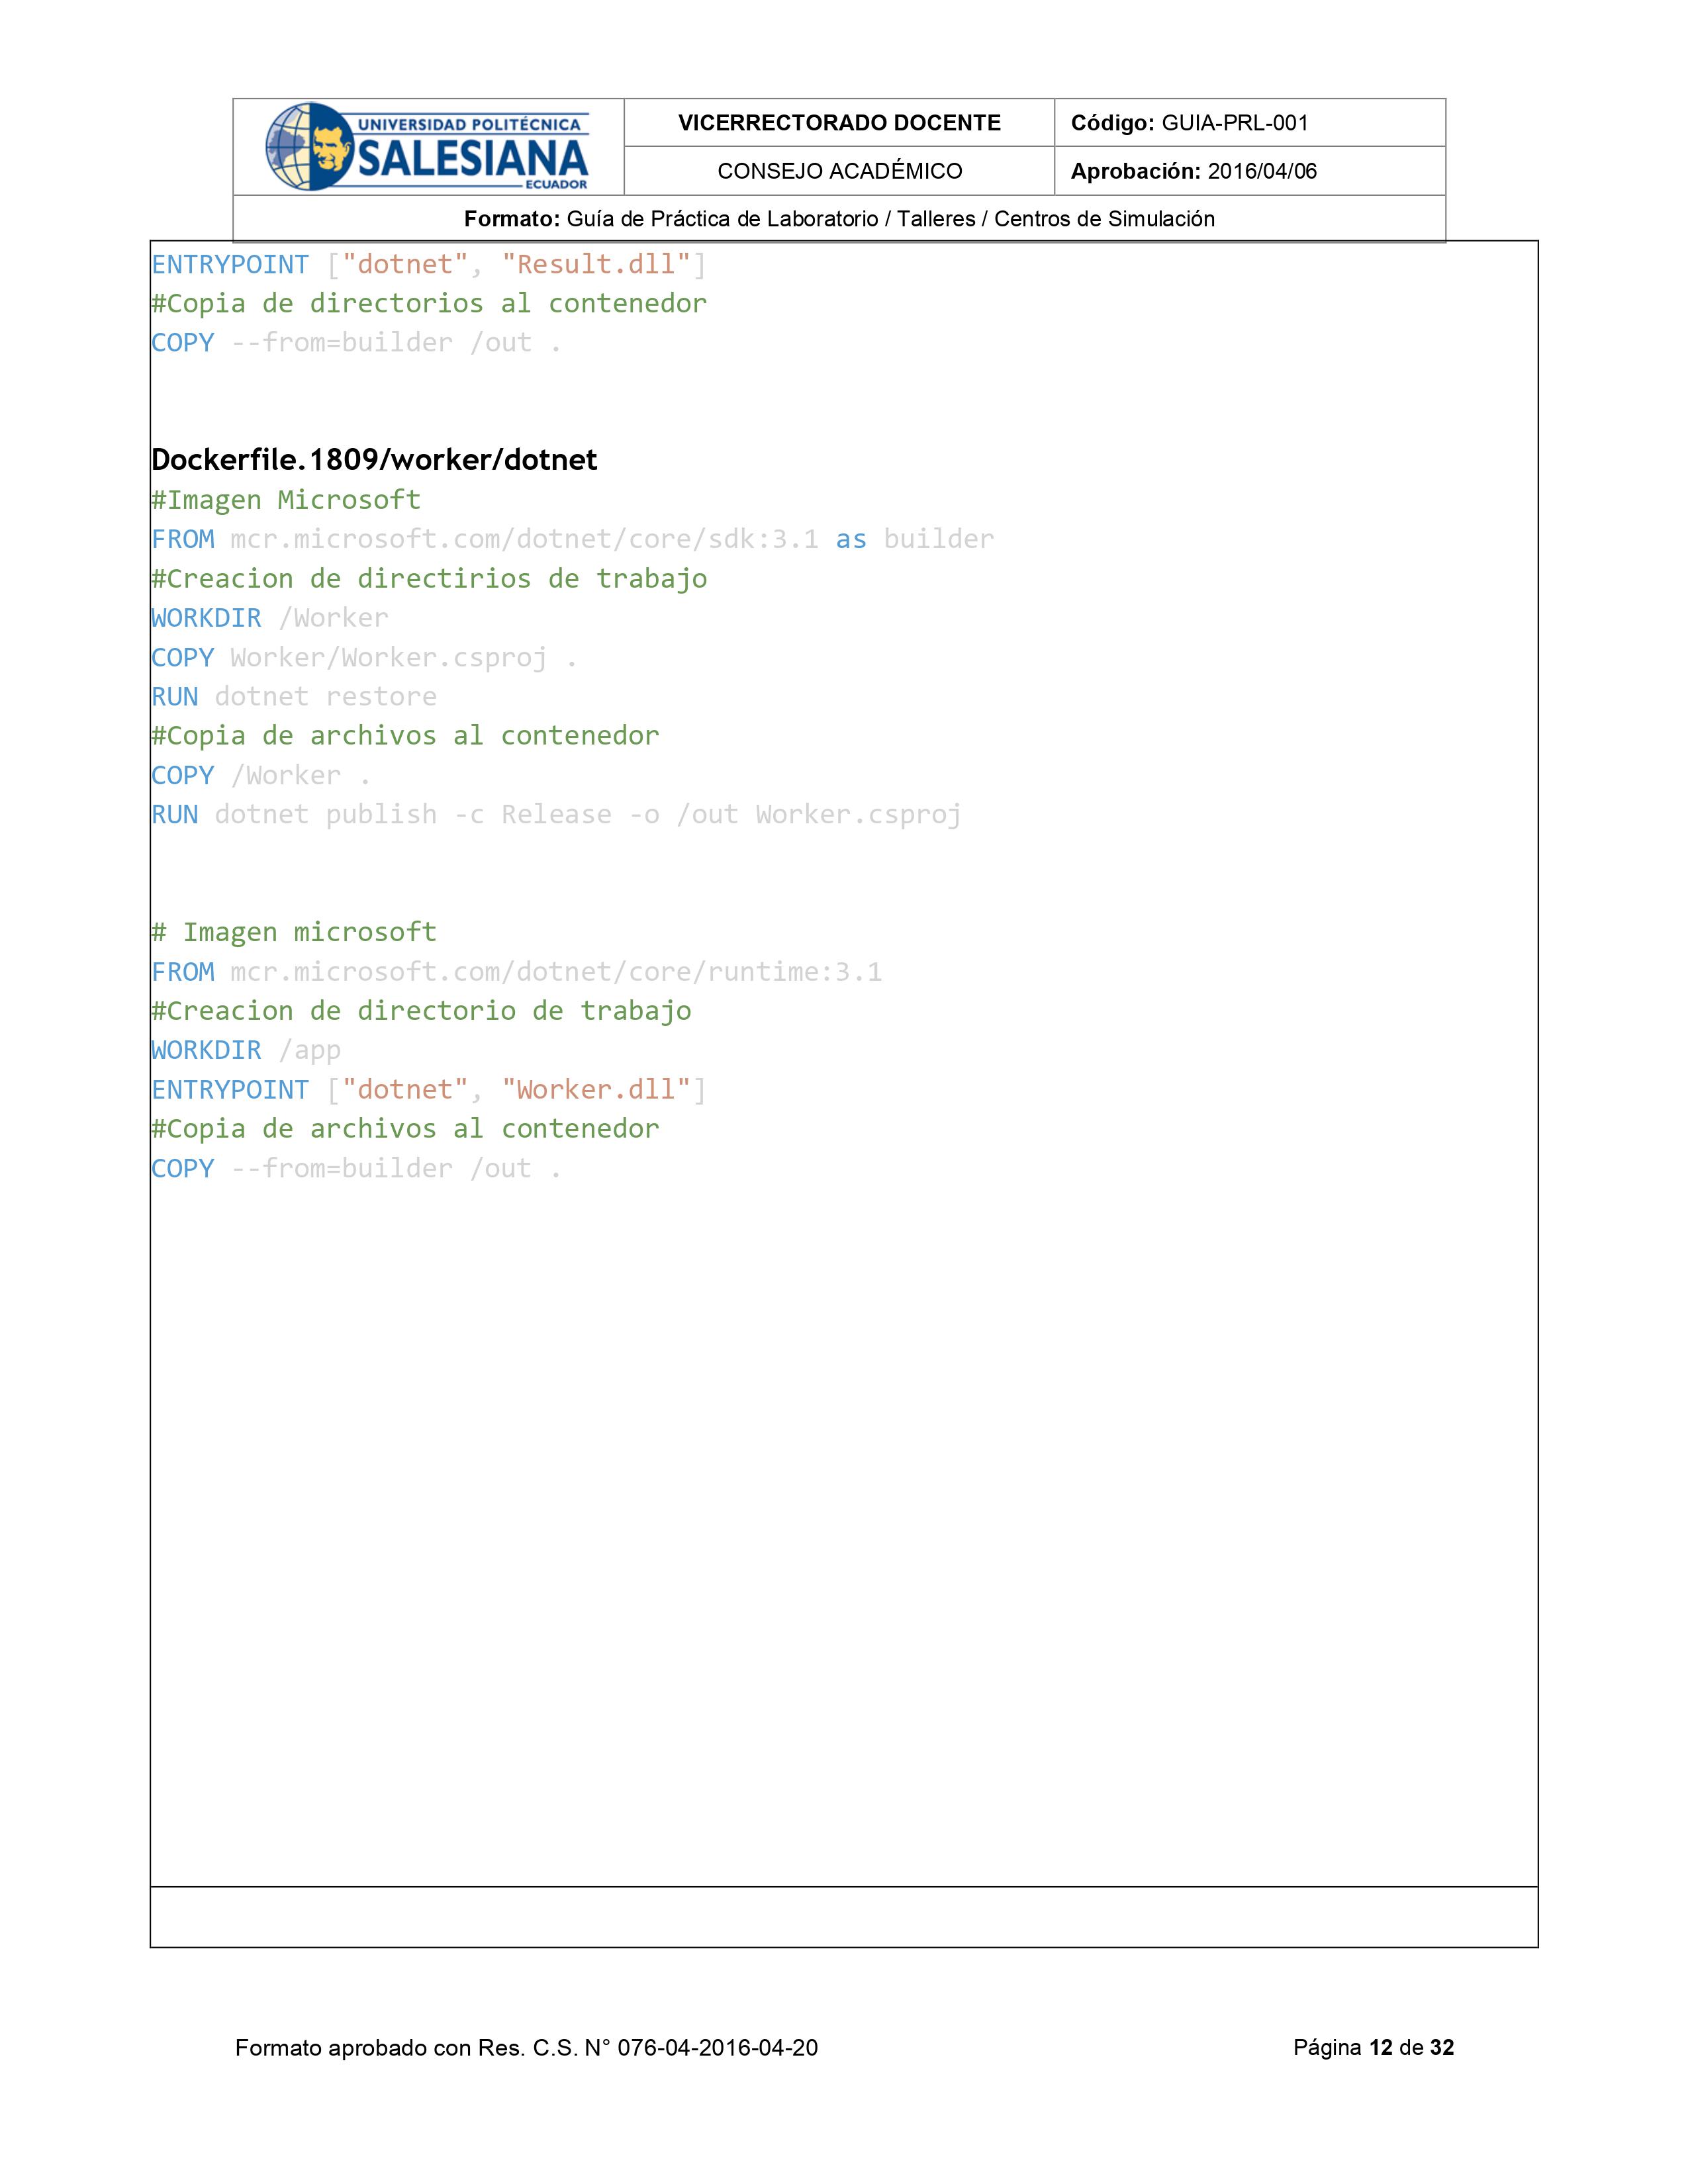 UNIVERSIDAD POLITÉCNICA
SALESIANA
ECUADOR
VICERRECTORADO DOCENTE
Código: GUIA-PRL-001
CONSEJO ACADÉMICO
Aprobación: 2016/04/06
Formato: Guía de Práctica de Laboratorio / Talleres / Centros de Simulación
ENTRYPOINT ["dotnet", "Result.dll"]
#Copia de directorios al contenedor
COPY --from=builder /out .
Dockerfile.1809/worker/dotnet
#Imagen Microsoft
FROM mcr.microsoft.com/dotnet/core/sdk:3.1 as builder
#Creacion de directirios de trabajo
WORKDIR /Worker
COPY Worker/Worker.csproj .
RUN dotnet restore
#Copia de archivos al contenedor
COPY /Worker .
RUN dotnet publish -c Release -o /out Worker.csproj
# Imagen microsoft
FROM mcr.microsoft.com/dotnet/core/runtime:3.1
#Creacion de directorio de trabajo
WORKDIR /app
ENTRYPOINT ["dotnet", "Worker.dll"]
#Copia de archivos al contenedor
COPY --from=builder /out .
Formato aprobado con Res. C.S. N° 076-04-2016-04-20
Página 12 de 32